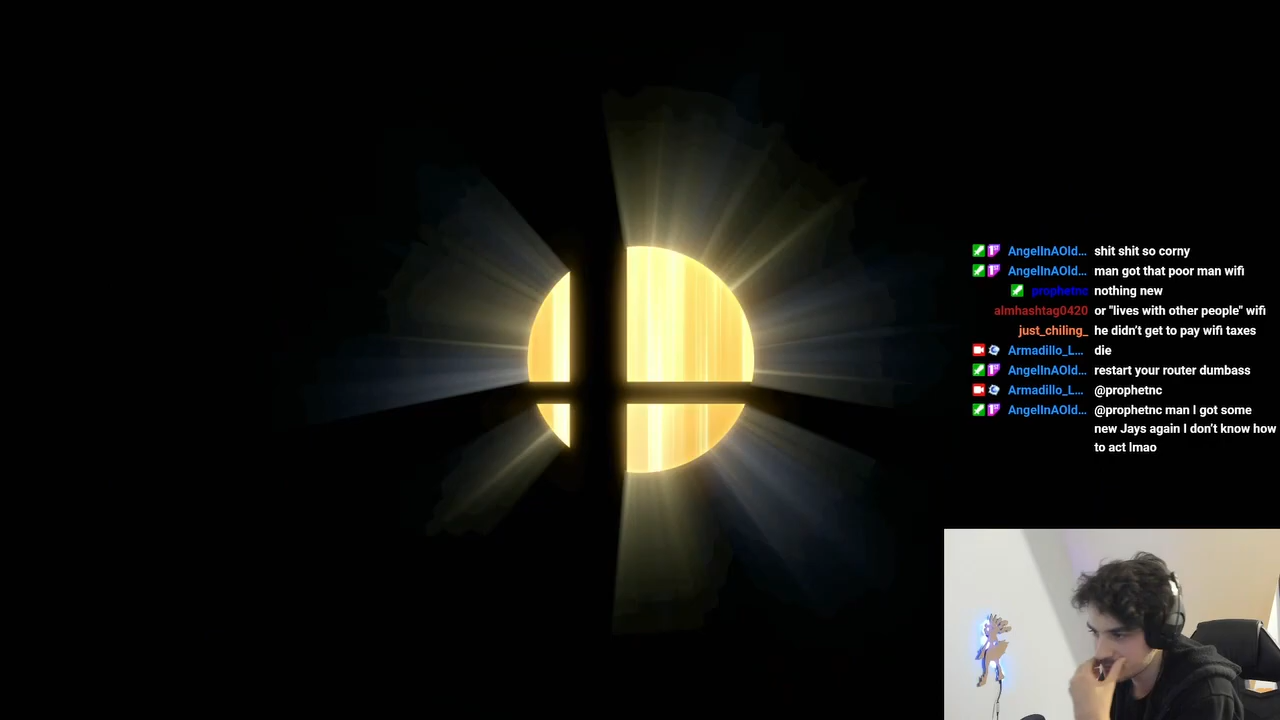 AngelInAOld... shit shit so corny
AngelInAOld... man got that poor man wifi
prophetnc nothing new
almhashtag0420 or "lives with other people" wifi
just_chiling_ he didn't get to pay wifi taxes
Armadillo_L... die
AngelInAOld... restart your router dumbass
Armadillo_L... @prophetnc
AngelInAOld... @prophetnc man I got some
new Jays again I don't know how
to act lmao